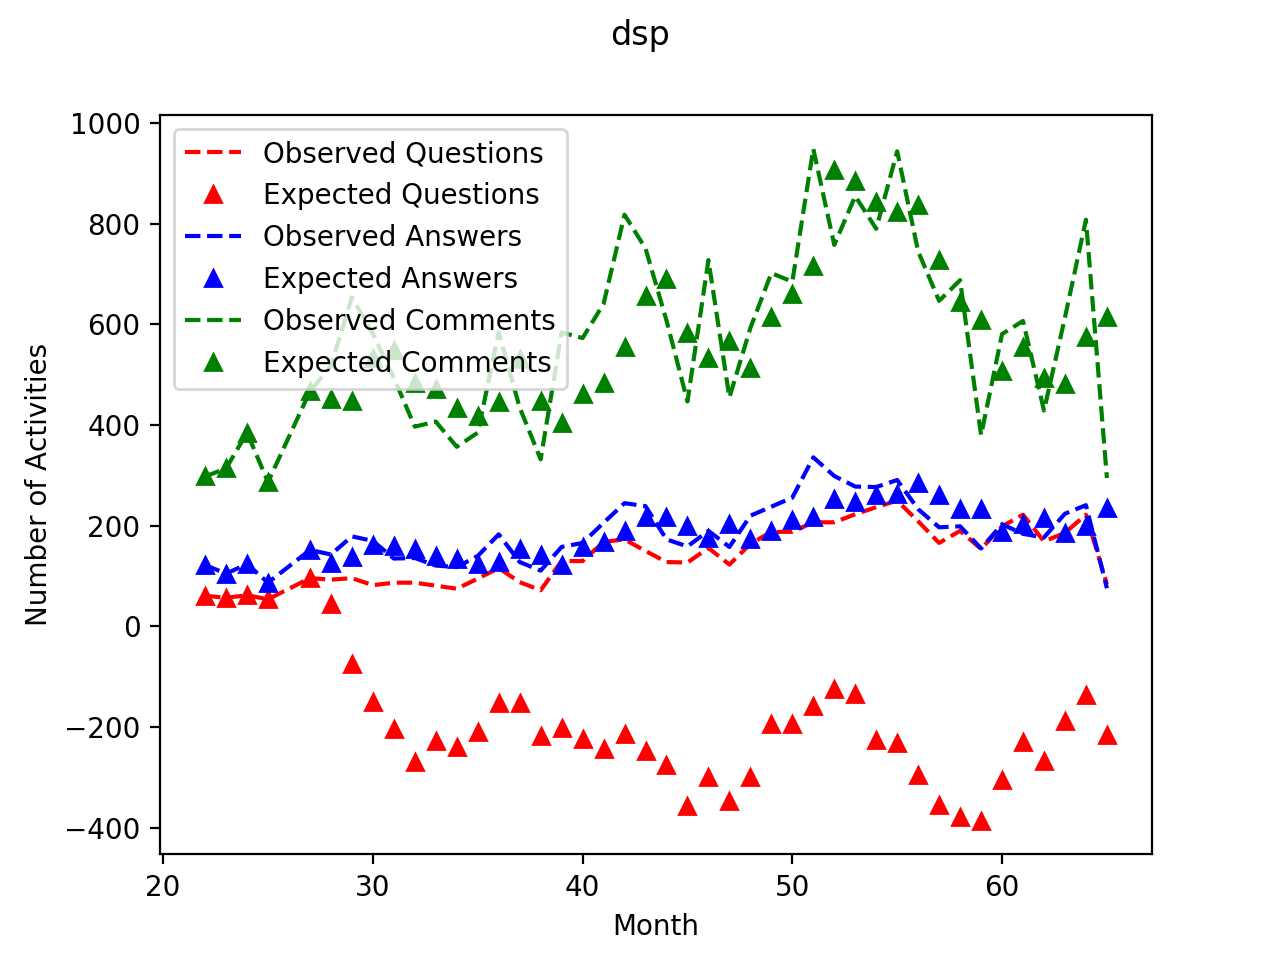 dsp
1000
800
600
400
200
0
−200
−400
Number of Activities
Observed Questions
Expected Questions
Observed Answers
Expected Answers
Observed Comments
Expected Comments
20 30 40 50 60
Month